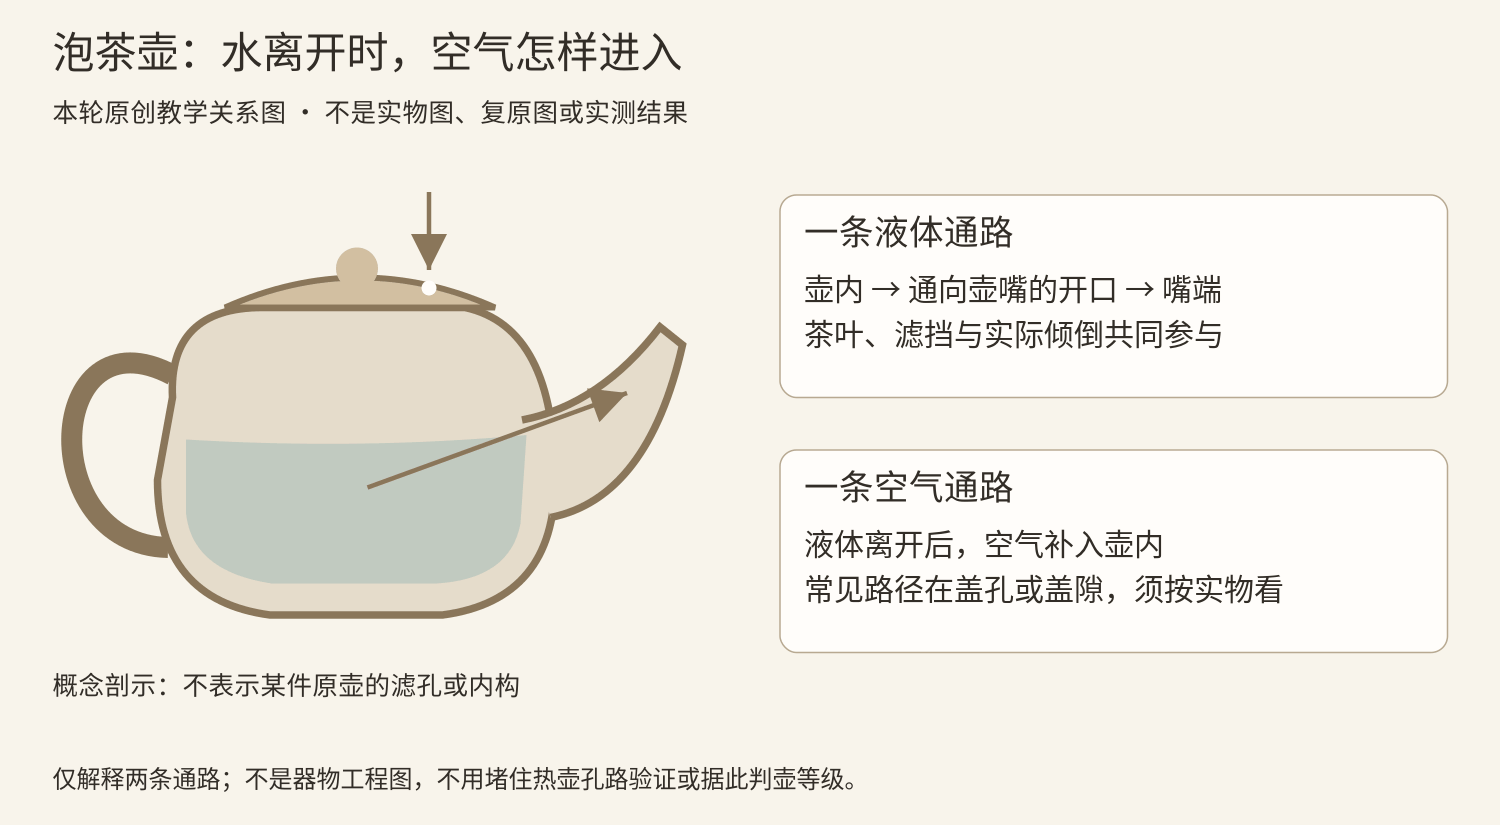 泡茶壶：水离开时，空气怎样进入
本轮原创教学关系图 · 不是实物图、复原图或实测结果
一条液体通路
壶内 → 通向壶嘴的开口 → 嘴端
茶叶、滤挡与实际倾倒共同参与
一条空气通路
液体离开后，空气补入壶内
常见路径在盖孔或盖隙，须按实物看
概念剖示：不表示某件原壶的滤孔或内构
仅解释两条通路；不是器物工程图，不用堵住热壶孔路验证或据此判壶等级。